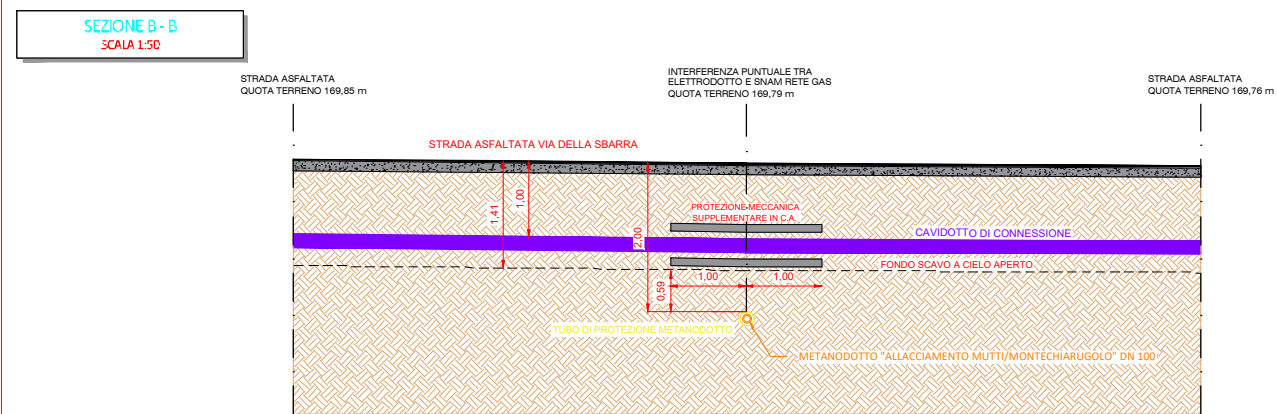 SEZIONE B - B
SCALA 1:50
STRADA ASFALTATA
QUOTA TERRENO 169,85 m
INTERFERENZA PUNTUALE TRA
ELETTRODOTTO E SNAM RETE GAS
QUOTA TERRENO 169,79 m
STRADA ASFALTATA
QUOTA TERRENO 169,76 m
STRADA ASFALTATA VIA DELLA SBARRA
1,41
1,00
2,00
PROTEZIONE MECCANICA
SUPPLEMENTARE IN C.A.
CAVIDOTTO DI CONNESSIONE
FONDO SCAVO A CIELO APERTO
0,59
1,00
1,00
TUBO DI PROTEZIONE METANODOTTO
METANODOTTO "ALLACCIAMENTO MUTTI/MONTECHIARUGOLO" DN 100